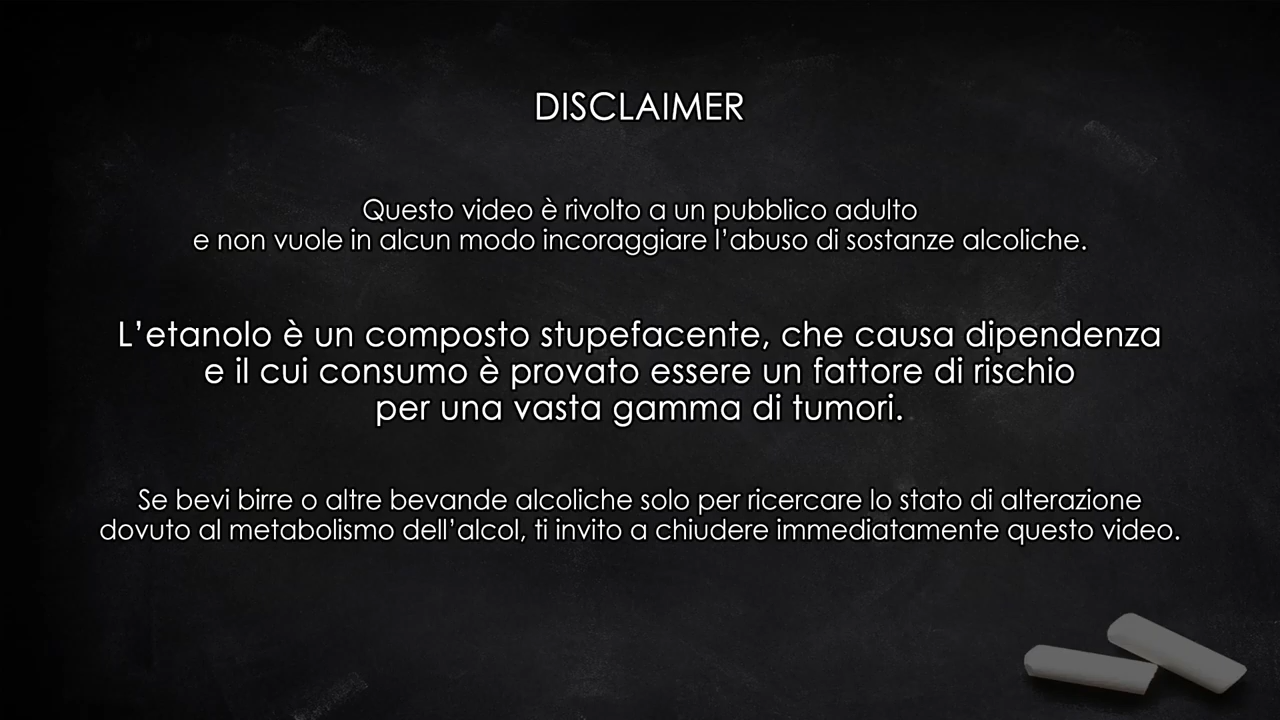 DISCLAIMER
Questo video è rivolto a un pubblico adulto
e non vuole in alcun modo incoraggiare l’abuso di sostanze alcoliche.
L’etanolo è un composto stupefacente, che causa dipendenza
e il cui consumo è provato essere un fattore di rischio
per una vasta gamma di tumori.
Se bevi birre o altre bevande alcoliche solo per ricercare lo stato di alterazione
dovuto al metabolismo dell’alcol, ti invito a chiudere immediatamente questo video.